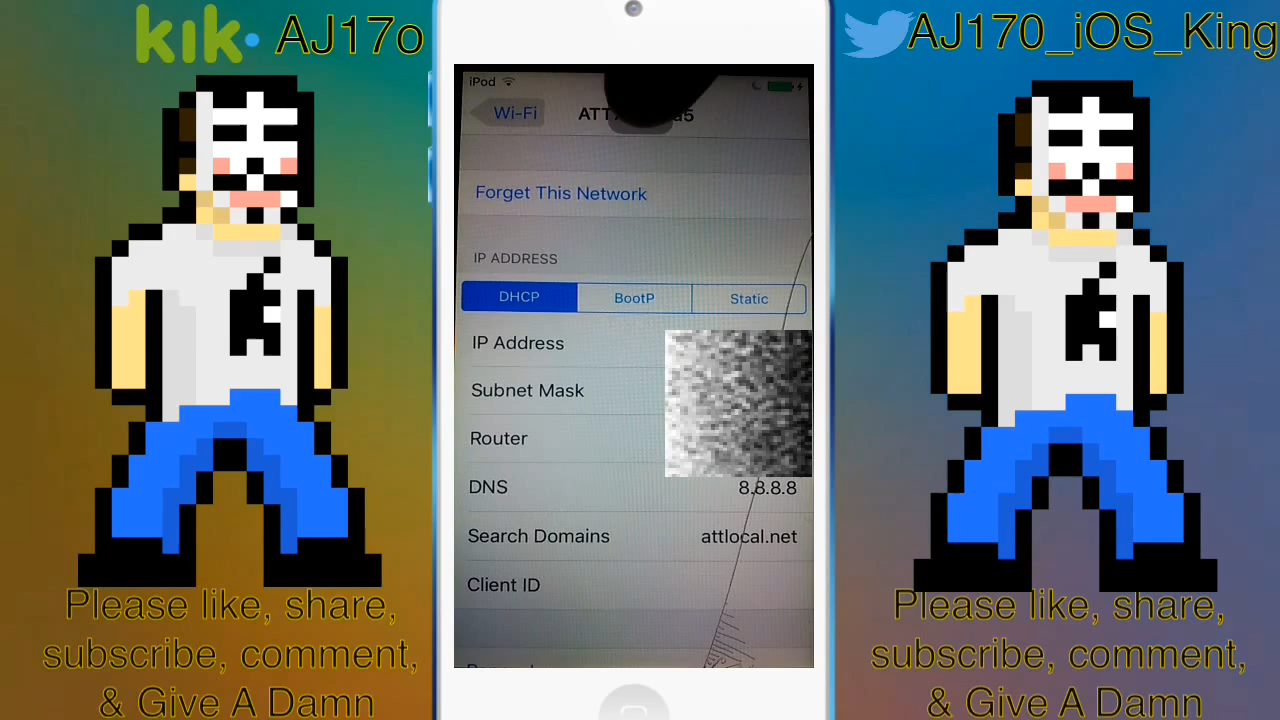 kik• AJ17o
AJ170_iOS_King
iPod
Wi-Fi
ATT
Forget This Network
IP ADDRESS
DHCP
BootP
Static
IP Address
Subnet Mask
Router
DNS
8.8.8.8
Search Domains
attlocal.net
Client ID
Please like, share,
subscribe, comment,
& Give A Damn
Please like, share,
subscribe, comment,
& Give A Damn